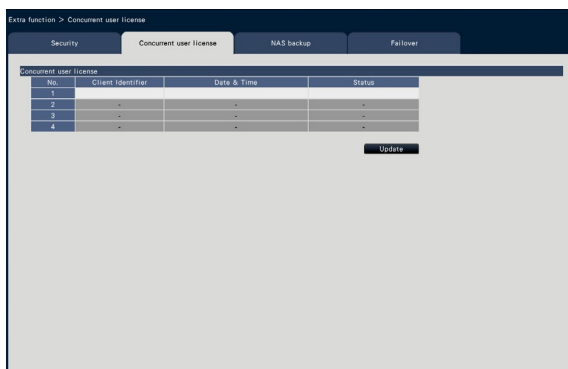 Extra function > Concurrent user license
Security Concurrent user license NAS backup Failover
Concurrent user license
No. Client Identifier Date & Time Status
1
2 - - -
3 - - -
4 - - -
Update